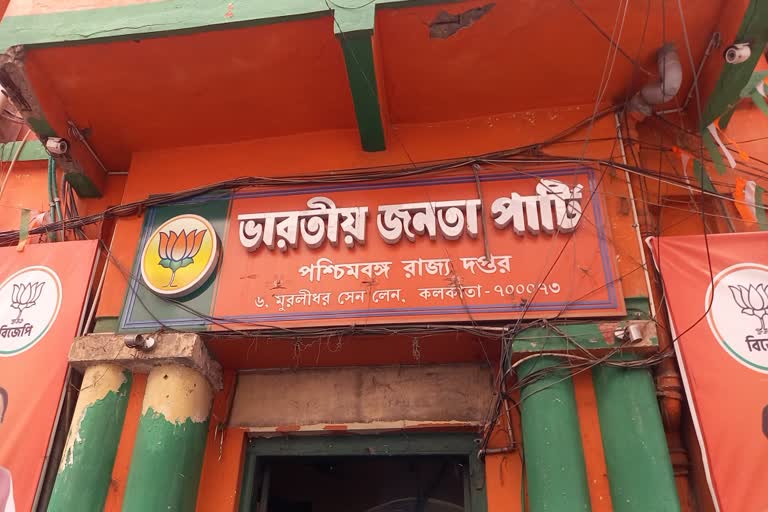 ভারতীয় জনতা পার্টি
পশ্চিমবঙ্গ রাজ্য দপ্তর
৬, মুরলীধর সেন লেন, কলকাতা-৭০০০৭৩
বিজেপি
বিজে